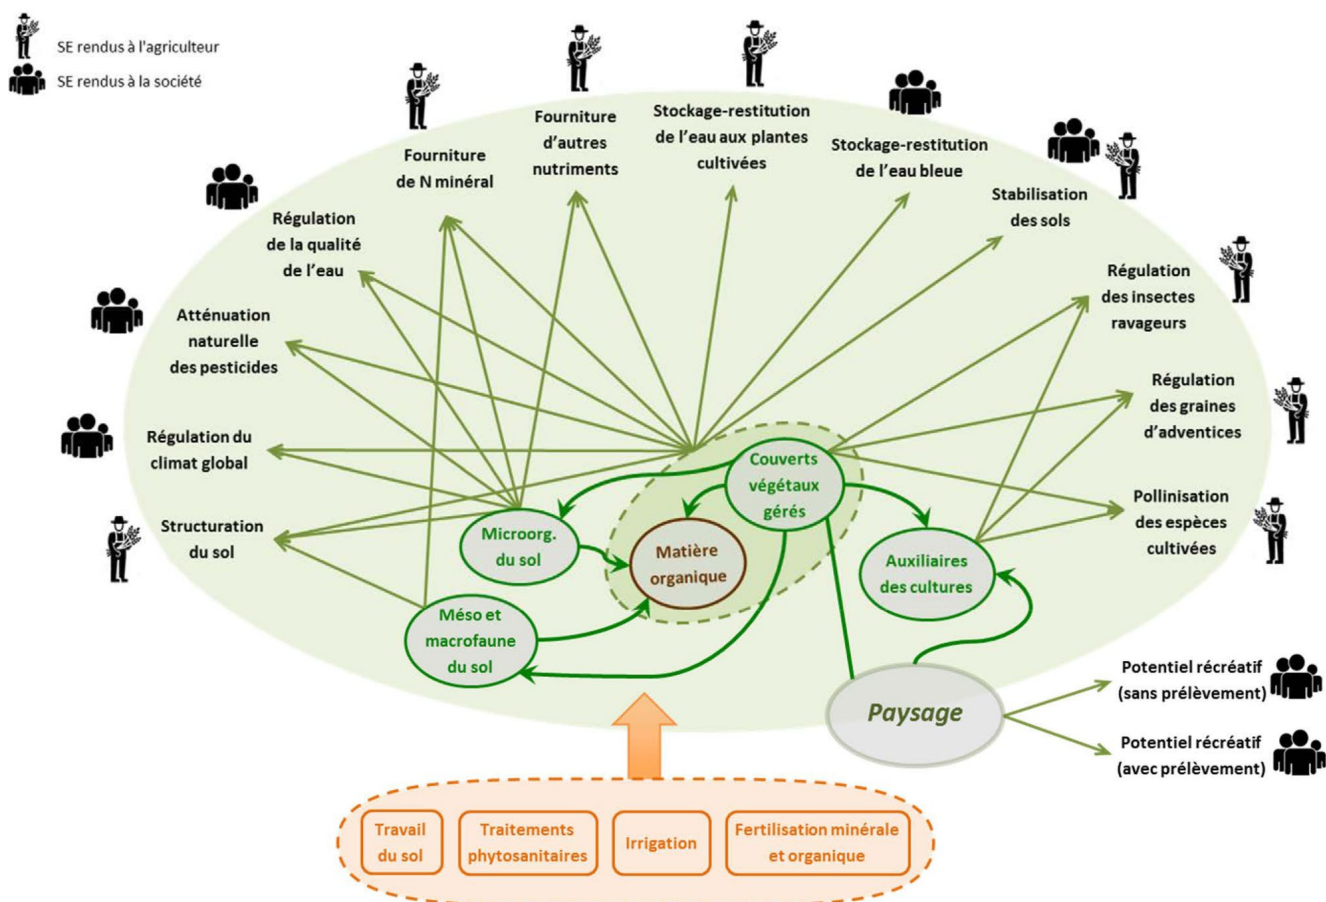 SE rendus à l'agriculteur
SE rendus à la société
Fourniture
de N minéral
Fourniture
d'autres
nutriments
Stockage-restitution
de l'eau aux plantes
cultivées
Stockage-restitution
de l'eau bleue
Stabilisation
des sols
Régulation
de la qualité
de l'eau
Régulation
des insectes
ravageurs
Atténuation
naturelle
des pesticides
Régulation
des graines
d'adventices
Régulation du
climat global
Pollinisation
des espèces
cultivées
Structuration
du sol
Couverts
végétaux
gérés
Microorg.
du sol
Matière
organique
Auxiliaires
des cultures
Méso et
macrofaune
du sol
Paysage
Potentiel récréatif
(sans prélèvement)
Potentiel récréatif
(avec prélèvement)
Travail
du sol
Traitements
phytosanitaires
Irrigation
Fertilisation minérale
et organique